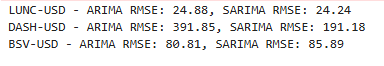 LUNC-USD - ARIMA RMSE: 24.88, SARIMA RMSE: 24.24
DASH-USD - ARIMA RMSE: 391.85, SARIMA RMSE: 191.18
BSV-USD - ARIMA RMSE: 80.81, SARIMA RMSE: 85.89